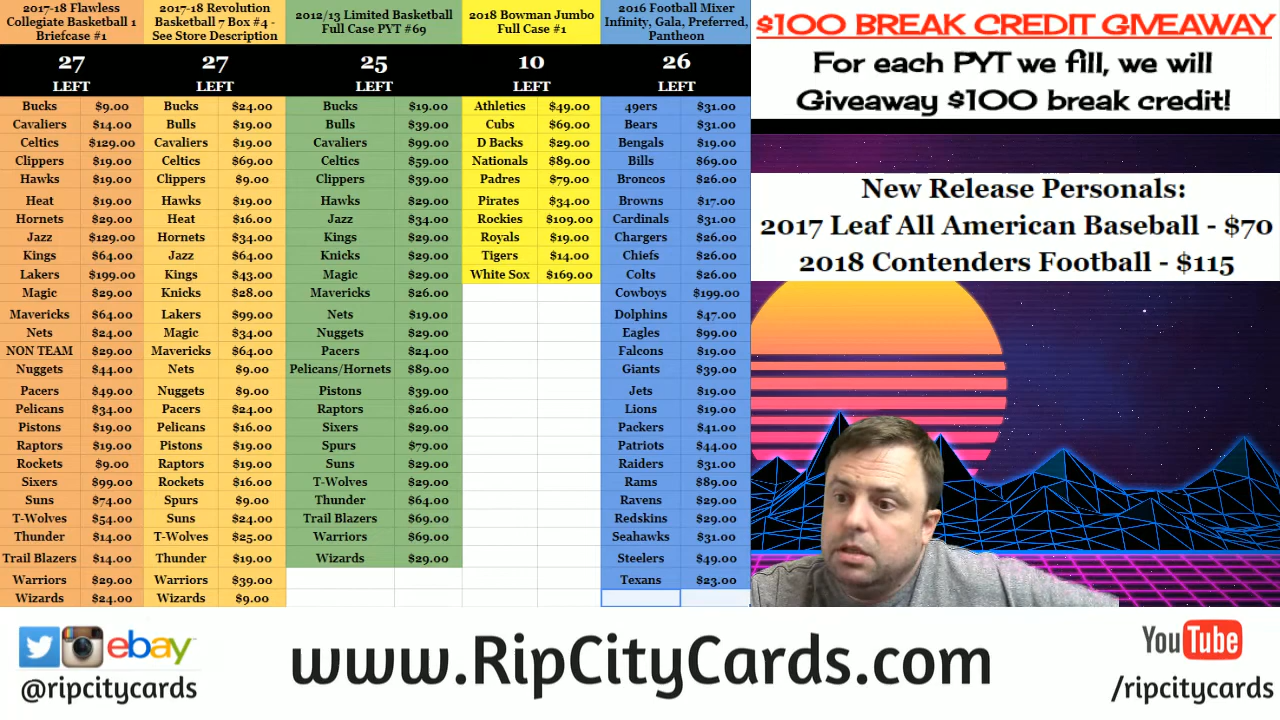 2017-18 Flawless
Collegiate Basketball 1
Briefcase #1
27
LEFT
Bucks $9.00
Cavaliers $14.00
Celtics $129.00
Clippers $19.00
Hawks $19.00
Heat $19.00
Hornets $29.00
Jazz $129.00
Kings $64.00
Lakers $199.00
Magic $29.00
Mavericks $64.00
Nets $24.00
NON TEAM $29.00
Nuggets $44.00
Pacers $49.00
Pelicans $34.00
Pistons $19.00
Raptors $19.00
Rockets $9.00
Sixers $99.00
Suns $74.00
T-Wolves $54.00
Thunder $14.00
Trail Blazers $14.00
Warriors $29.00
Wizards $24.00
2017-18 Revolution
Basketball 7 Box #4 -
See Store Description
27
LEFT
Bucks $24.00
Bulls $19.00
Cavaliers $19.00
Celtics $69.00
Clippers $9.00
Hawks $19.00
Heat $16.00
Hornets $34.00
Jazz $64.00
Kings $43.00
Knicks $28.00
Lakers $99.00
Magic $34.00
Mavericks $64.00
Nets $9.00
Nuggets $9.00
Pacers $24.00
Pelicans $16.00
Pistons $19.00
Raptors $19.00
Rockets $16.00
Spurs $9.00
Suns $24.00
T-Wolves $25.00
Thunder $19.00
Warriors $39.00
Wizards $9.00
2012/13 Limited Basketball
Full Case PYT #69
25
LEFT
Bucks $19.00
Bulls $39.00
Cavaliers $99.00
Celtics $59.00
Clippers $39.00
Hawks $29.00
Jazz $34.00
Kings $29.00
Knicks $29.00
Magic $29.00
Mavericks $26.00
Nets $19.00
Nuggets $29.00
Pacers $24.00
Pelicans/Hornets $89.00
Pistons $39.00
Raptors $26.00
Sixers $29.00
Spurs $79.00
Suns $29.00
T-Wolves $29.00
Thunder $64.00
Trail Blazers $69.00
Warriors $69.00
Wizards $29.00
2018 Bowman Jumbo
Full Case #1
10
LEFT
Athletics $49.00
Cubs $69.00
D Backs $29.00
Nationals $89.00
Padres $79.00
Pirates $34.00
Rockies $109.00
Royals $19.00
Tigers $14.00
White Sox $169.00
2016 Football Mixer
Infinity, Gala, Preferred,
Pantheon
26
LEFT
49ers $31.00
Bears $31.00
Bengals $19.00
Bills $69.00
Broncos $26.00
Browns $17.00
Cardinals $31.00
Chargers $26.00
Chiefs $26.00
Colts $26.00
Cowboys $199.00
Dolphins $47.00
Eagles $99.00
Falcons $19.00
Giants $39.00
Jets $19.00
Lions $19.00
Packers $41.00
Patriots $44.00
Raiders $31.00
Rams $89.00
Ravens $29.00
Redskins $29.00
Seahawks $31.00
Steelers $49.00
Texans $23.00
$100 BREAK CREDIT GIVEAWAY
For each PYT we fill, we will
Giveaway $100 break credit!
New Release Personals:
2017 Leaf All American Baseball - $70
2018 Contenders Football - $115
ebay
@ripcitycards
www.RipCityCards.com
YouTube
/ripcitycards